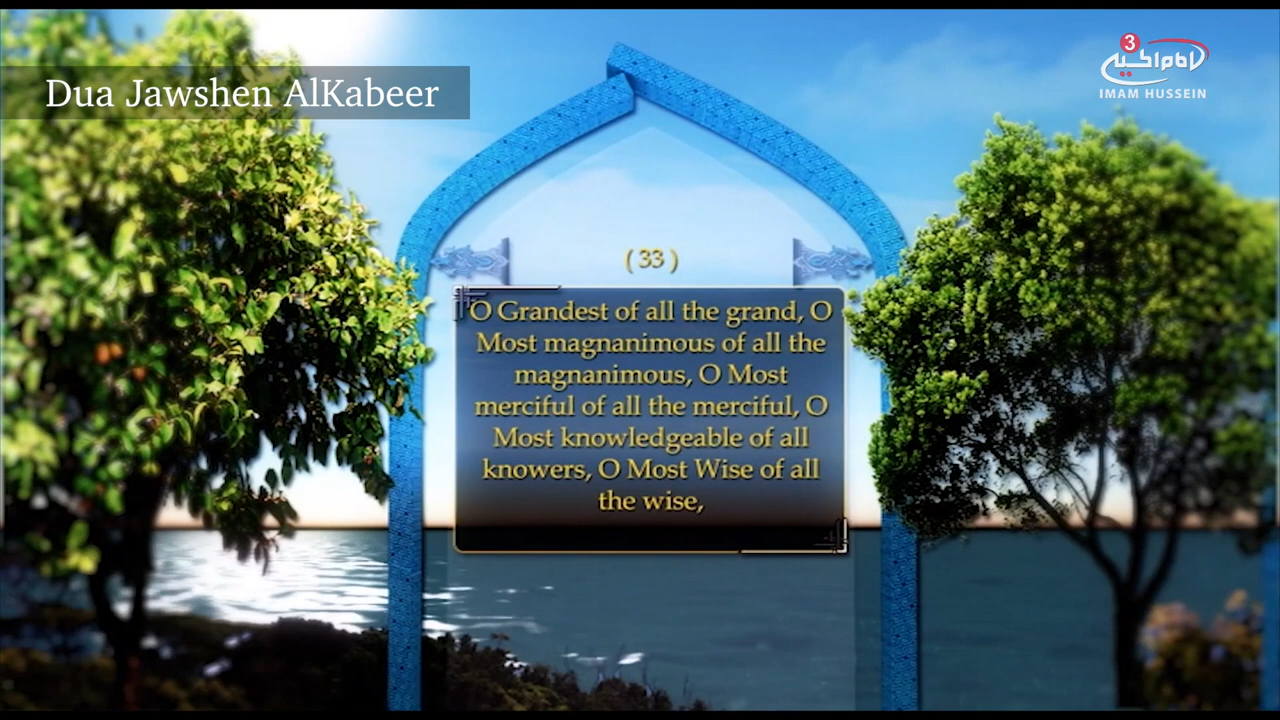 Dua Jawshen AlKabeer
3
IMAM HUSSEIN
( 33 )
O Grandest of all the grand, O
Most magnanimous of all the
magnanimous, O Most
merciful of all the merciful, O
Most knowledgeable of all
knowers, O Most Wise of all
the wise,